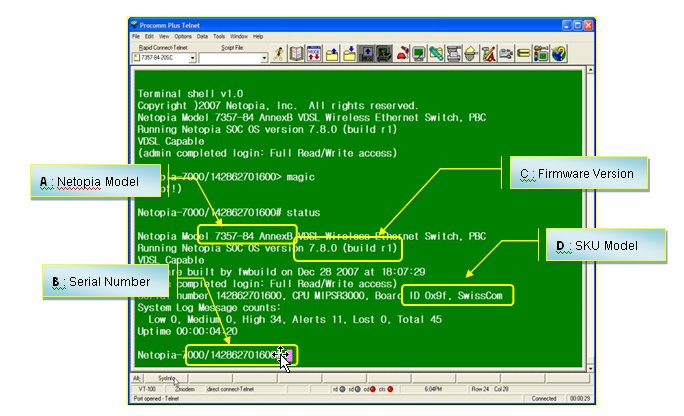 Procomm Plus Telnet
File Edit View Options Data Tools Window Help
Rapid Connect-Telnet: Script File:
7357-84-20SC
Terminal shell v1.0
Copyright )2007 Netopia, Inc. All rights reserved.
Netopia Model 7357-84 AnnexB VDSL Wireless Ethernet Switch, PBC
Running Netopia SOC OS version 7.8.0 (build r1)
VDSL Capable
(admin completed login: Full Read/Write access)
A : Netopia Model
C : Firmware Version
-7000/142862701600> magic
Netopia-7000/142862701600# status
Netopia Model 7357-84 AnnexB VDSL Wireless Ethernet Switch, PBC
Running Netopia SOC OS version 7.8.0 (build r1)
D : SKU Model
VDSL Capable
built by fwbuild on Dec 28 2007 at 18:07:29
B : Serial Number
completed login: Full Read/Write access)
number 142862701600, CPU MIPSR3000, Board ID 0x9f, SwissCom
System Log Message counts:
Low 0, Medium 0, High 34, Alerts 11, Lost 0, Total 45
Uptime 00:00:04:20
Netopia-7000/142862701600
Alt- SysInfo
VT-100 Zmodem direct connect-Telnet rd sd cd cts 6:04PM Row 24 Col 28
Port opened - Telnet Connected 00:00:29